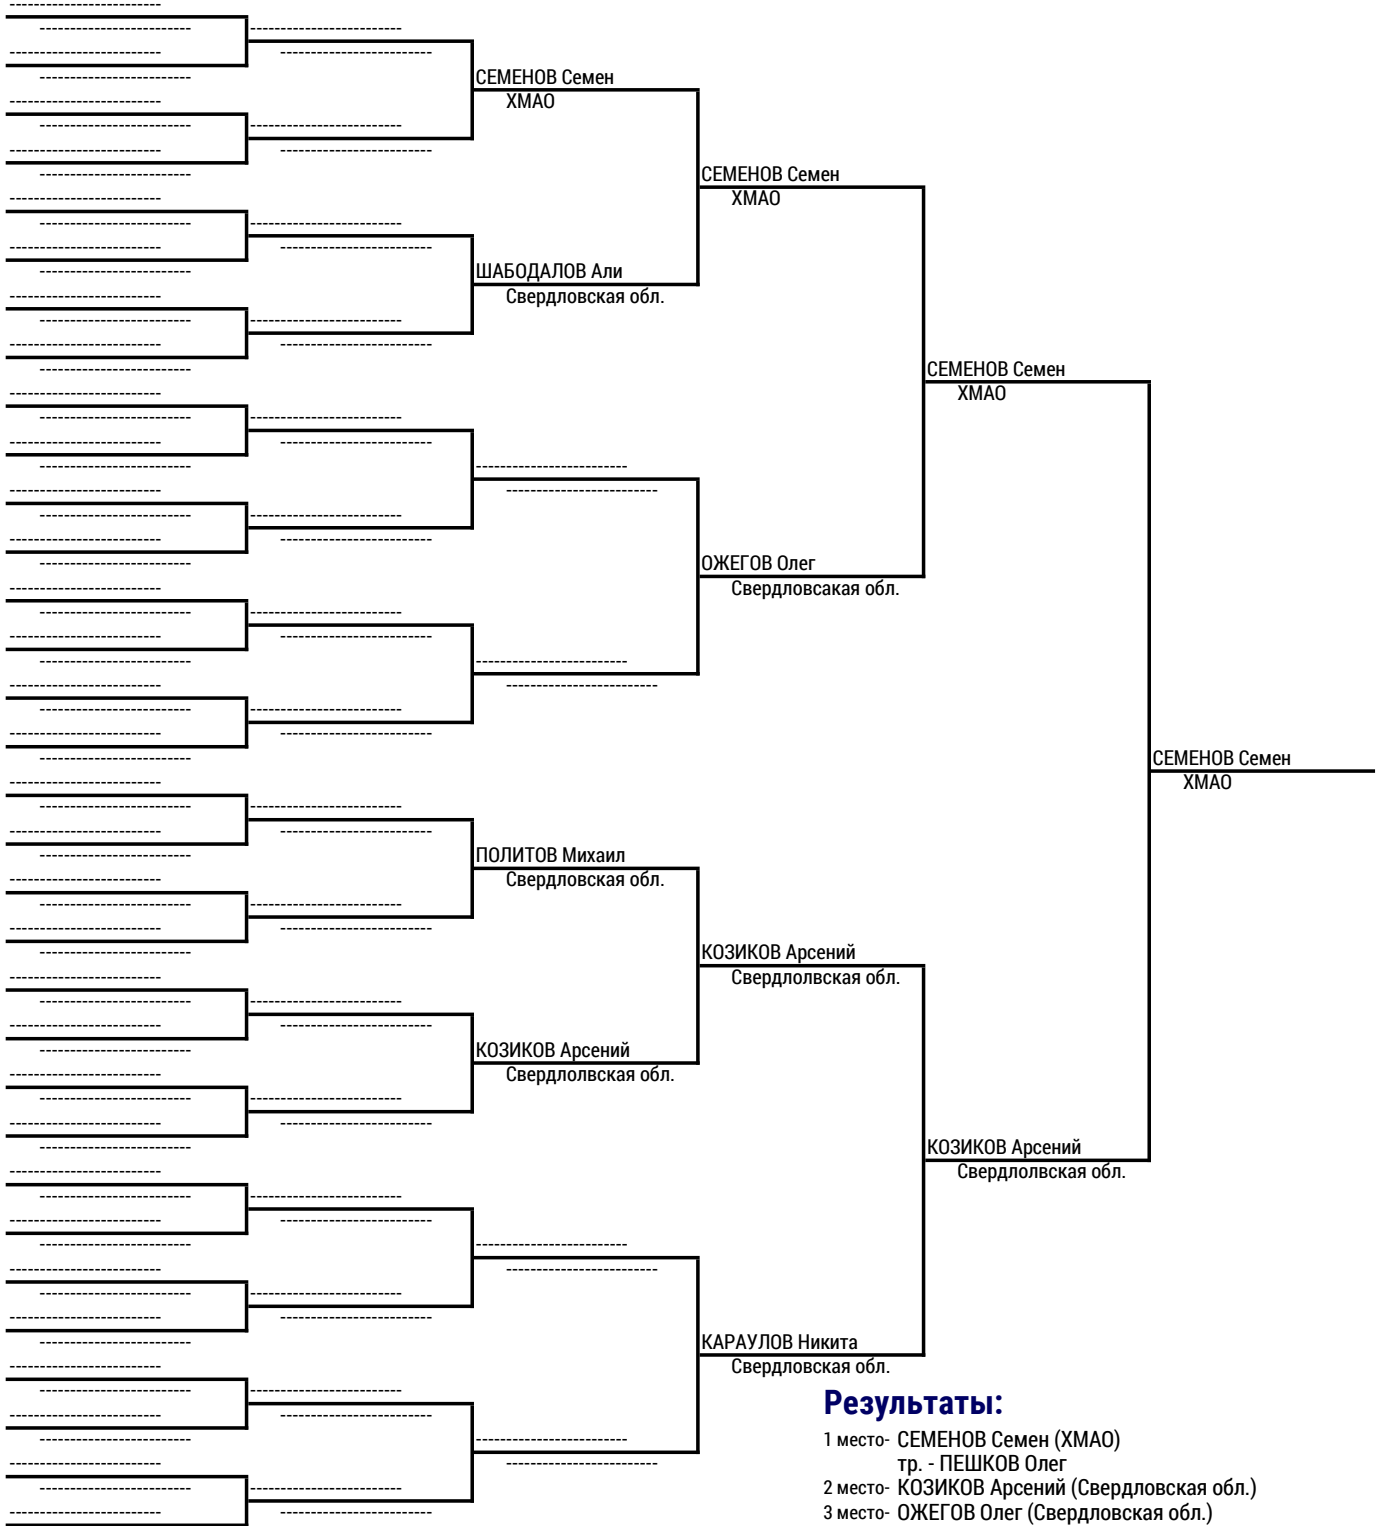 СЕМЕНОВ Семен
ХМАО
СЕМЕНОВ Семен
ХМАО
ШАБОДАЛОВ Али
Свердловская обл.
СЕМЕНОВ Семен
ХМАО
ОЖЕГОВ Олег
Свердловсакая обл.
СЕМЕНОВ Семен
ХМАО
ПОЛИТОВ Михаил
Свердловская обл.
КОЗИКОВ Арсений
Свердлолвская обл.
КОЗИКОВ Арсений
Свердлолвская обл.
КОЗИКОВ Арсений
Свердлолвская обл.
КАРАУЛОВ Никита
Свердловская обл.
Результаты:
1 место- СЕМЕНОВ Семен (ХМАО)
тр. - ПЕШКОВ Олег
2 место- КОЗИКОВ Арсений (Свердловская обл.)
3 место- ОЖЕГОВ Олег (Свердловская обл.)